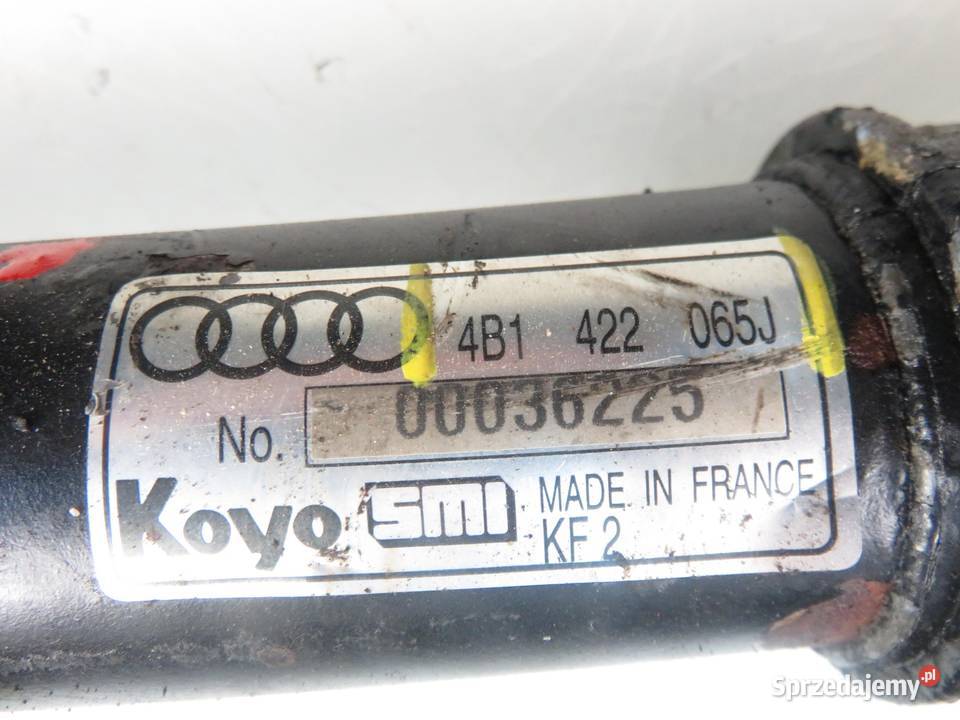 4B1 422 065J
No. 00036225
Koyo SMI MADE IN FRANCE
KF 2
Sprzedajemy.pl